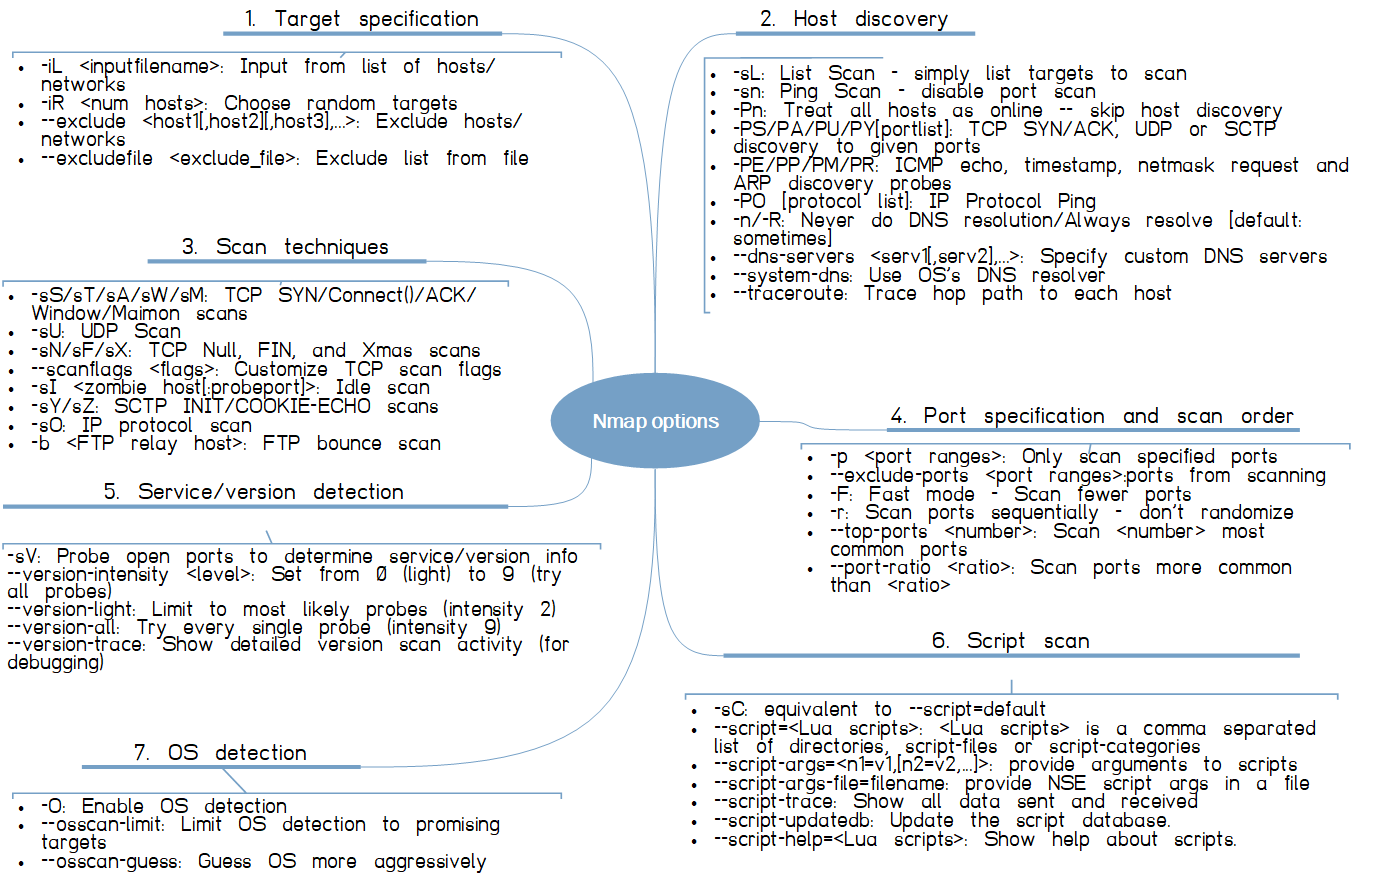 1. Target specification
• -iL <inputfilename>: Input from list of hosts/
networks
• -iR <num hosts>: Choose random targets
• --exclude <host1[,host2][,host3],...>: Exclude hosts/
networks
• --excludefile <exclude_file>: Exclude list from file
2. Host discovery
• -sL: List Scan - simply list targets to scan
• -sn: Ping Scan - disable port scan
• -Pn: Treat all hosts as online -- skip host discovery
• -PS/PA/PU/PY[portlist]: TCP SYN/ACK, UDP or SCTP
discovery to given ports
• -PE/PP/PM/PR: ICMP echo, timestamp, netmask request and
ARP discovery probes
• -PO [protocol list]: IP Protocol Ping
• -n/-R: Never do DNS resolution/Always resolve [default:
sometimes]
• --dns-servers <serv1[,serv2],...>: Specify custom DNS servers
• --system-dns: Use OS's DNS resolver
• --traceroute: Trace hop path to each host
3. Scan techniques
• -sS/sT/sA/sW/sM: TCP SYN/Connect()/ACK/
Window/Maimon scans
• -sU: UDP Scan
• -sN/sF/sX: TCP Null, FIN, and Xmas scans
• --scanflags <flags>: Customize TCP scan flags
• -sI <zombie host[:probeport]>: Idle scan
• -sY/sZ: SCTP INIT/COOKIE-ECHO scans
• -sO: IP protocol scan
• -b <FTP relay host>: FTP bounce scan
Nmap options
4. Port specification and scan order
• -p <port ranges>: Only scan specified ports
• --exclude-ports <port ranges>:ports from scanning
• -F: Fast mode - Scan fewer ports
• -r: Scan ports sequentially - don't randomize
• --top-ports <number>: Scan <number> most
common ports
• --port-ratio <ratio>: Scan ports more common
than <ratio>
5. Service/version detection
-sV: Probe open ports to determine service/version info
--version-intensity <level>: Set from 0 (light) to 9 (try
all probes)
--version-light: Limit to most likely probes (intensity 2)
--version-all: Try every single probe (intensity 9)
--version-trace: Show detailed version scan activity (for
debugging)
6. Script scan
• -sC: equivalent to --script=default
• --script=<Lua scripts>: <Lua scripts> is a comma separated
list of directories, script-files or script-categories
• --script-args=<n1=v1,[n2=v2,...]>: provide arguments to scripts
• --script-args-file=filename: provide NSE script args in a file
• --script-trace: Show all data sent and received
• --script-updatedb: Update the script database.
• --script-help=<Lua scripts>: Show help about scripts.
7. OS detection
• -O: Enable OS detection
• --osscan-limit: Limit OS detection to promising
targets
• --osscan-guess: Guess OS more aggressively